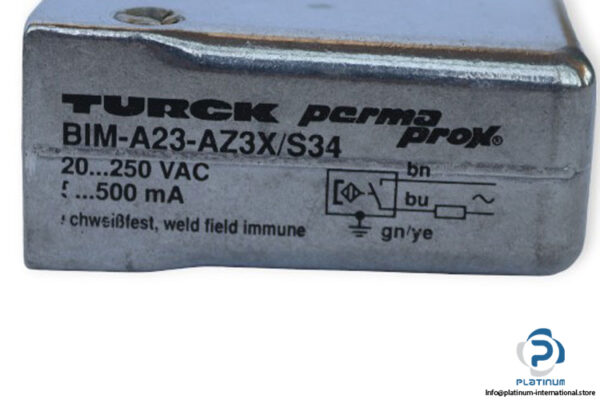 TURCK perma prox®
BIM-A23-AZ3X/S34
20...250 VAC
...500 mA
chweißfest, weld field immune
bn
bu
gn/ye
PLATINUM
Info@platinum-international.store